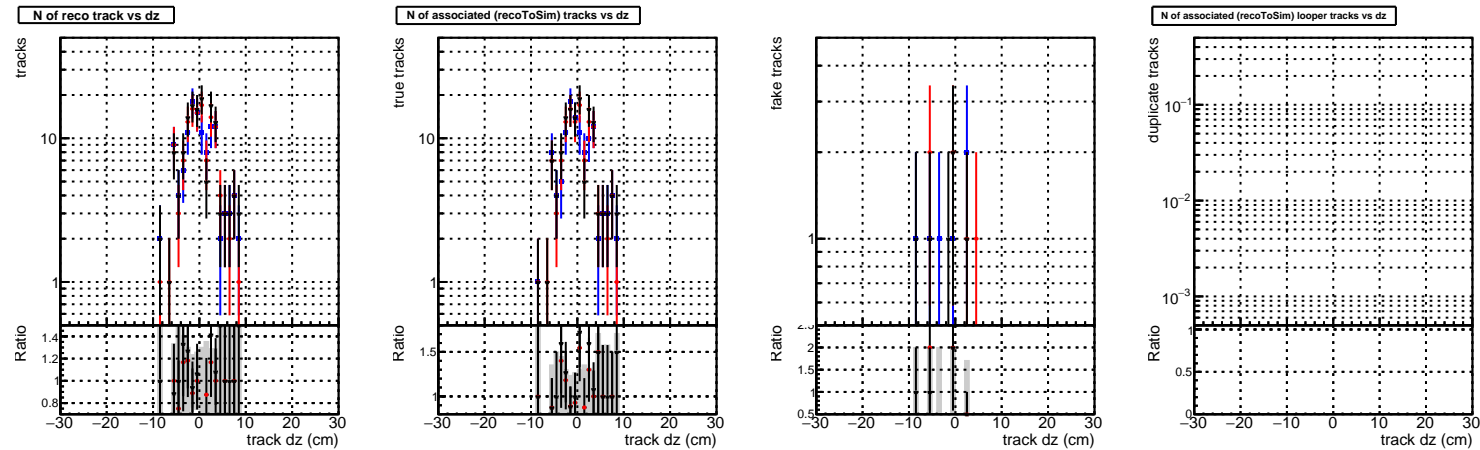 N of reco track vs dz
tracks
10
1
Ratio
1.4
1.2
1
0.8
−30 −20 −10 0 10 20 30
track dz (cm)
N of associated (recoToSim) tracks vs dz
true tracks
10
1
Ratio
1.5
1
−30 −20 −10 0 10 20 30
track dz (cm)
fake tracks
1
Ratio
2.5
2
1.5
1
0.5
−30 −20 −10 0 10 20 30
track dz (cm)
N of associated (recoToSim) looper tracks vs dz
duplicate tracks
10−1
10−2
10−3
Ratio
1
0.5
0
−30 −20 −10 0 10 20 30
track dz (cm)